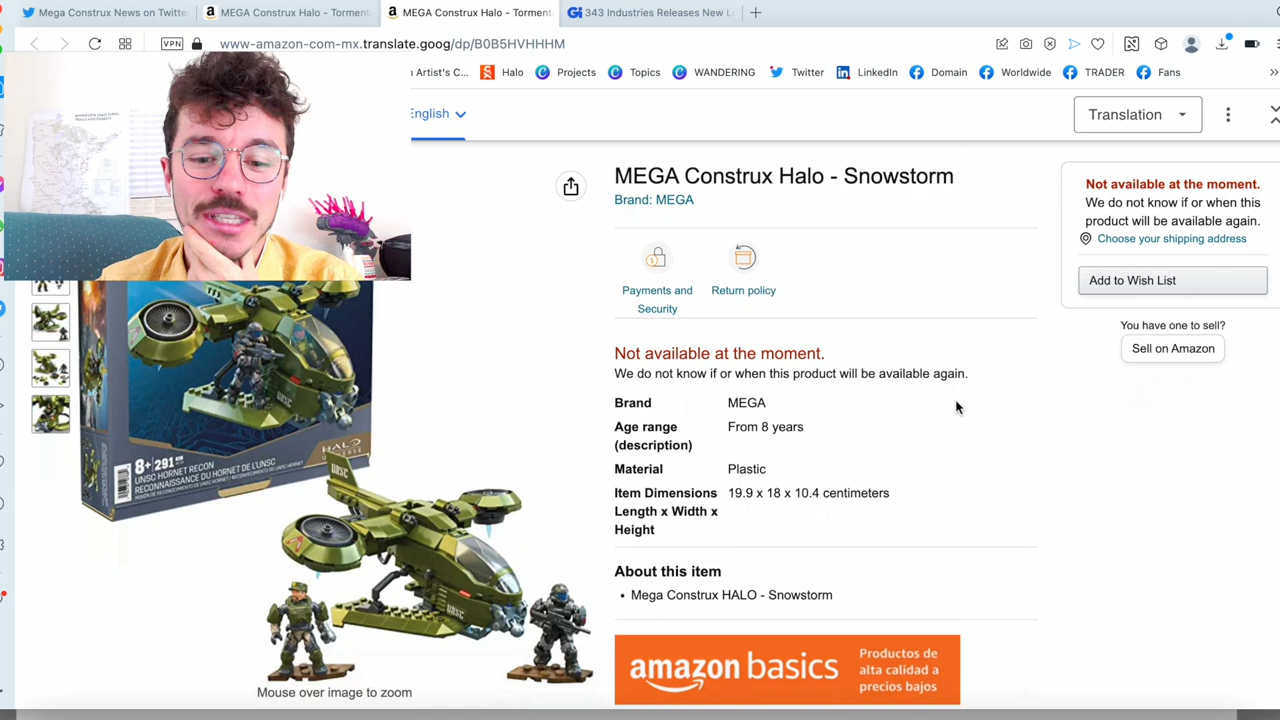 Mega Construx News on Twitte
MEGA Construx Halo - Torment
MEGA Construx Halo - Torment
343 Industries Releases New L
VPN
www-amazon-com-mx.translate.goog/dp/B0B5HVHHHM
n Artist's C...
Halo
Projects
Topics
WANDERING
Twitter
LinkedIn
Domain
Worldwide
TRADER
Fans
English
Translation
MEGA Construx Halo - Snowstorm
Brand: MEGA
Payments and
Security
Return policy
Not available at the moment.
We do not know if or when this product will be available again.
Brand MEGA
Age range
(description) From 8 years
Material Plastic
Item Dimensions 19.9 x 18 x 10.4 centimeters
Length x Width x
Height
About this item
• Mega Construx HALO - Snowstorm
amazon basics
Productos de
alta calidad a
precios bajos
Not available at the moment.
We do not know if or when this
product will be available again.
Choose your shipping address
Add to Wish List
You have one to sell?
Sell on Amazon
8+ 291
UNSC HORNET RECON
RECONNAISSANCE DU HORNET DE L'UNSC
HALO
UNSC
UNSC
Mouse over image to zoom